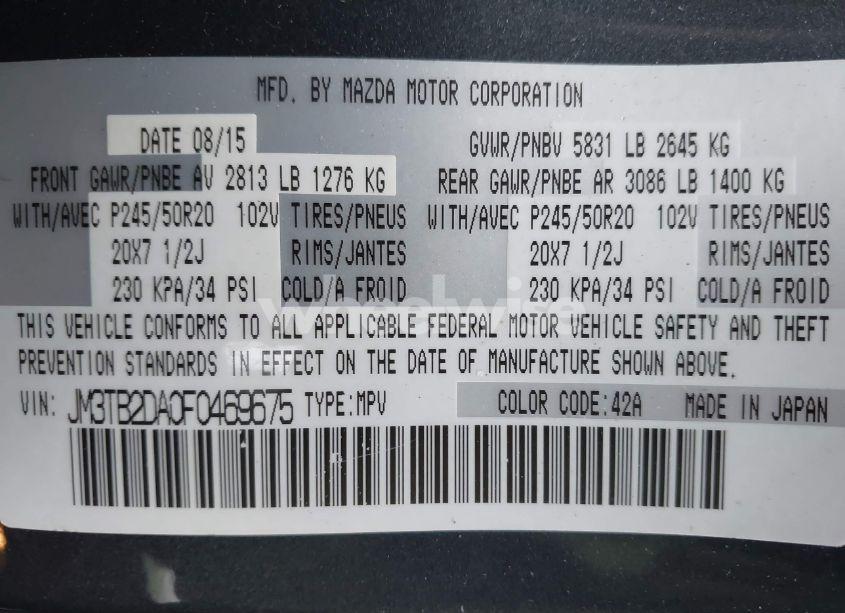 MFD. BY MAZDA MOTOR CORPORATION
DATE 08/15 GVWR/PNBV 5831 LB 2645 KG
FRONT GAWR/PNBE AV 2813 LB 1276 KG REAR GAWR/PNBE AR 3086 LB 1400 KG
WITH/AVEC P245/50R20 102V TIRES/PNEUS WITH/AVEC P245/50R20 102V TIRES/PNEUS
20X7 1/2J RIMS/JANTES 20X7 1/2J RIMS/JANTES
230 KPA/34 PSI COLD/A FROID 230 KPA/34 PSI COLD/A FROID
wheelwise
THIS VEHICLE CONFORMS TO ALL APPLICABLE FEDERAL MOTOR VEHICLE SAFETY AND THEFT
PREVENTION STANDARDS IN EFFECT ON THE DATE OF MANUFACTURE SHOWN ABOVE.
VIN: JM3TB2DA0F0469675 TYPE:MPV COLOR CODE:42A MADE IN JAPAN